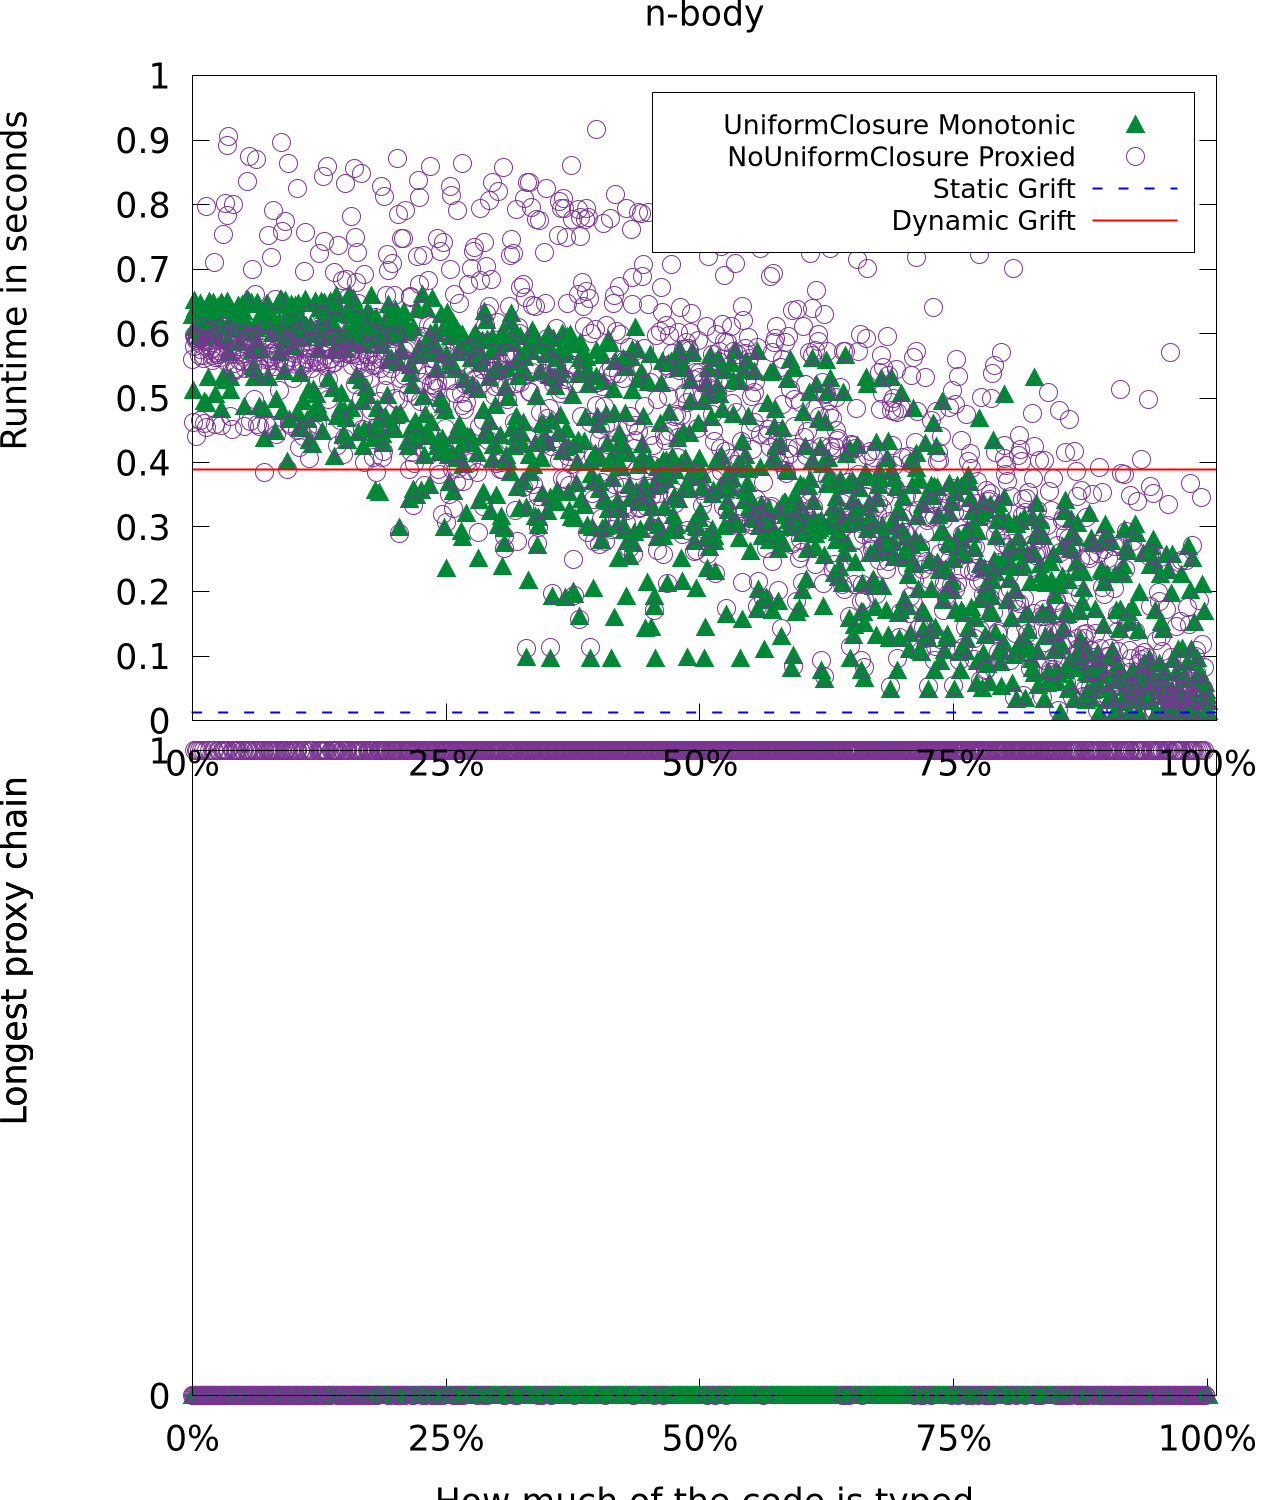 n-body
Runtime in seconds
1
0.9
0.8
0.7
0.6
0.5
0.4
0.3
0.2
0.1
0
UniformClosure Monotonic
NoUniformClosure Proxied
Static Grift
Dynamic Grift
0% 25% 50% 75% 100%
Longest proxy chain
1
0
0% 25% 50% 75% 100%
How much of the code is typed